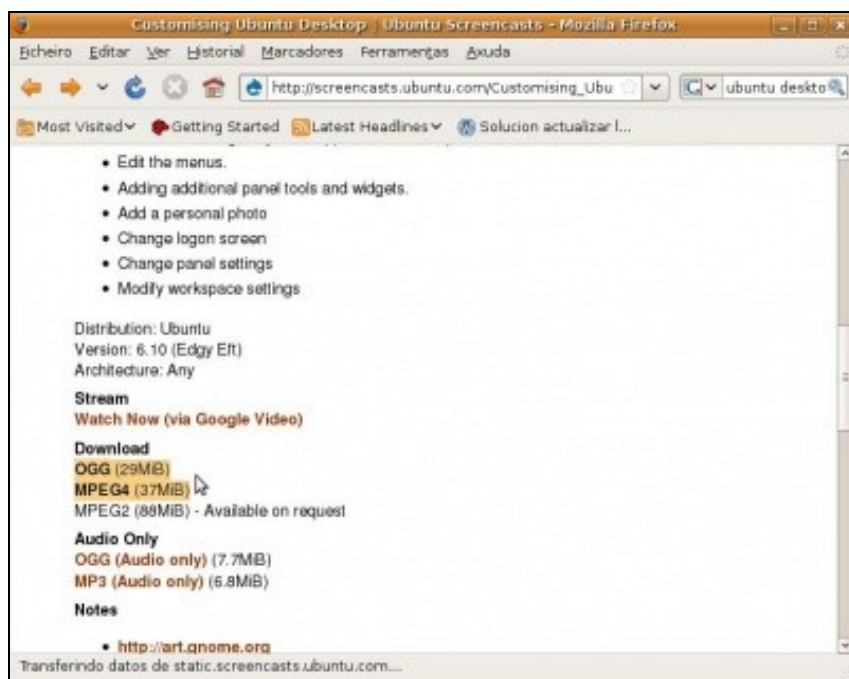 Customising Ubuntu Desktop | Ubuntu Screencasts - Mozilla Firefox
Ficheiro Editar Ver Historial Marcadores Ferramentas Axuda
http://screencasts.ubuntu.com/Customising_Ubu ubuntu deskto
Most Visited Getting Started Latest Headlines Solucion actualizar l...
• Edit the menus.
• Adding additional panel tools and widgets.
• Add a personal photo
• Change logon screen
• Change panel settings
• Modify workspace settings
Distribution: Ubuntu
Version: 6.10 (Edgy Eft)
Architecture: Any
Stream
Watch Now (via Google Video)
Download
OGG (29MiB)
MPEG4 (37MiB)
MPEG2 (88MiB) - Available on request
Audio Only
OGG (Audio only) (7.7MiB)
MP3 (Audio only) (6.8MiB)
Notes
• http://art.gnome.org
Transferindo datos de static.screencasts.ubuntu.com...